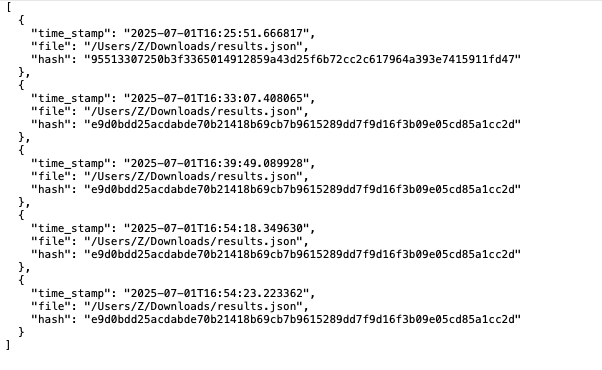 [
  {
    "time_stamp": "2025-07-01T16:25:51.666817",
    "file": "/Users/Z/Downloads/results.json",
    "hash": "95513307250b3f3365014912859a43d25f6b72cc2c617964a393e7415911fd47"
  },
  {
    "time_stamp": "2025-07-01T16:33:07.408065",
    "file": "/Users/Z/Downloads/results.json",
    "hash": "e9d0bdd25acdabde70b21418b69cb7b9615289dd7f9d16f3b09e05cd85a1cc2d"
  },
  {
    "time_stamp": "2025-07-01T16:39:49.089928",
    "file": "/Users/Z/Downloads/results.json",
    "hash": "e9d0bdd25acdabde70b21418b69cb7b9615289dd7f9d16f3b09e05cd85a1cc2d"
  },
  {
    "time_stamp": "2025-07-01T16:54:18.349630",
    "file": "/Users/Z/Downloads/results.json",
    "hash": "e9d0bdd25acdabde70b21418b69cb7b9615289dd7f9d16f3b09e05cd85a1cc2d"
  },
  {
    "time_stamp": "2025-07-01T16:54:23.223362",
    "file": "/Users/Z/Downloads/results.json",
    "hash": "e9d0bdd25acdabde70b21418b69cb7b9615289dd7f9d16f3b09e05cd85a1cc2d"
  }
]